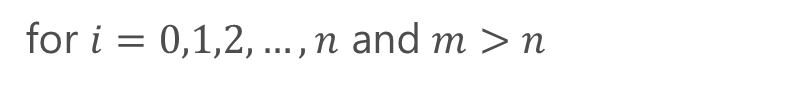 for i = 0,1,2, … , n and m > n